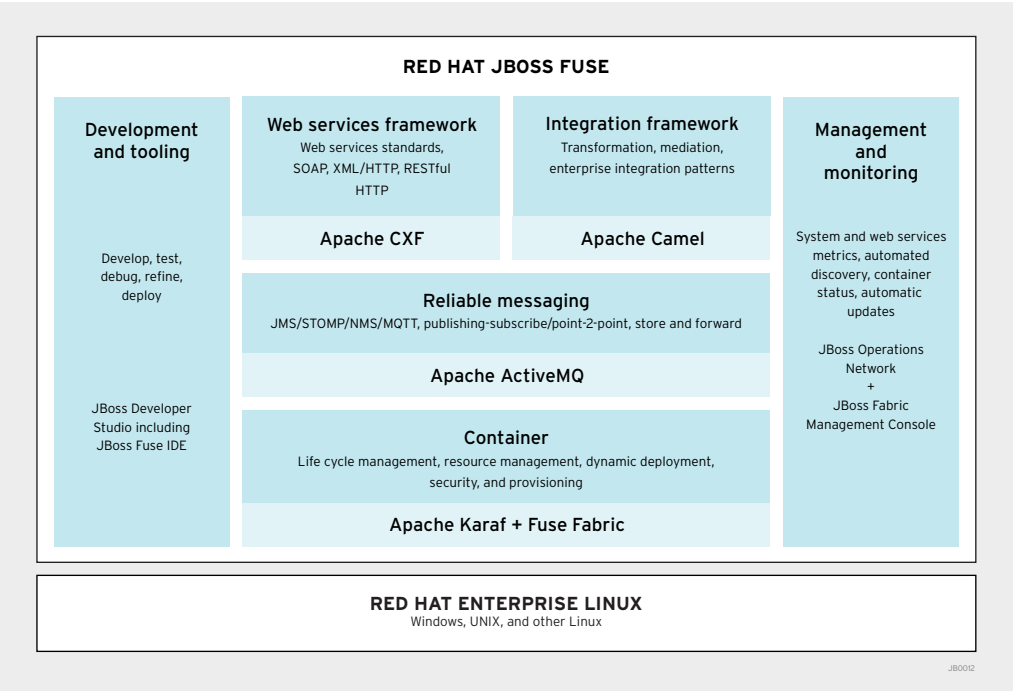 RED HAT JBOSS FUSE
Development
and tooling
Develop, test,
debug, refine,
deploy
JBoss Developer
Studio including
JBoss Fuse IDE
Web services framework
Web services standards,
SOAP, XML/HTTP, RESTful
HTTP
Apache CXF
Integration framework
Transformation, mediation,
enterprise integration patterns
Apache Camel
Reliable messaging
JMS/STOMP/NMS/MQTT, publishing-subscribe/point-2-point, store and forward
Apache ActiveMQ
Container
Life cycle management, resource management, dynamic deployment,
security, and provisioning
Apache Karaf + Fuse Fabric
Management
and
monitoring
System and web services
metrics, automated
discovery, container
status, automatic
updates
JBoss Operations
Network
+
JBoss Fabric
Management Console
RED HAT ENTERPRISE LINUX
Windows, UNIX, and other Linux
JB0012